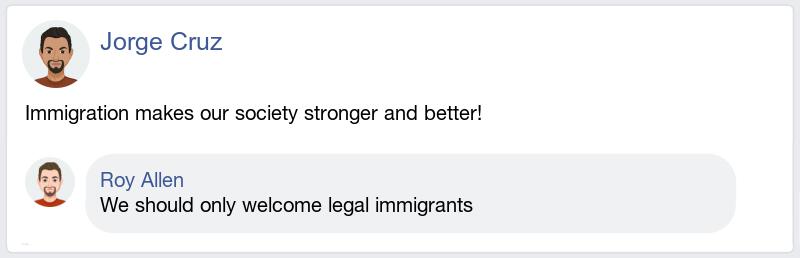 Jorge Cruz
Immigration makes our society stronger and better!
Roy Allen
We should only welcome legal immigrants